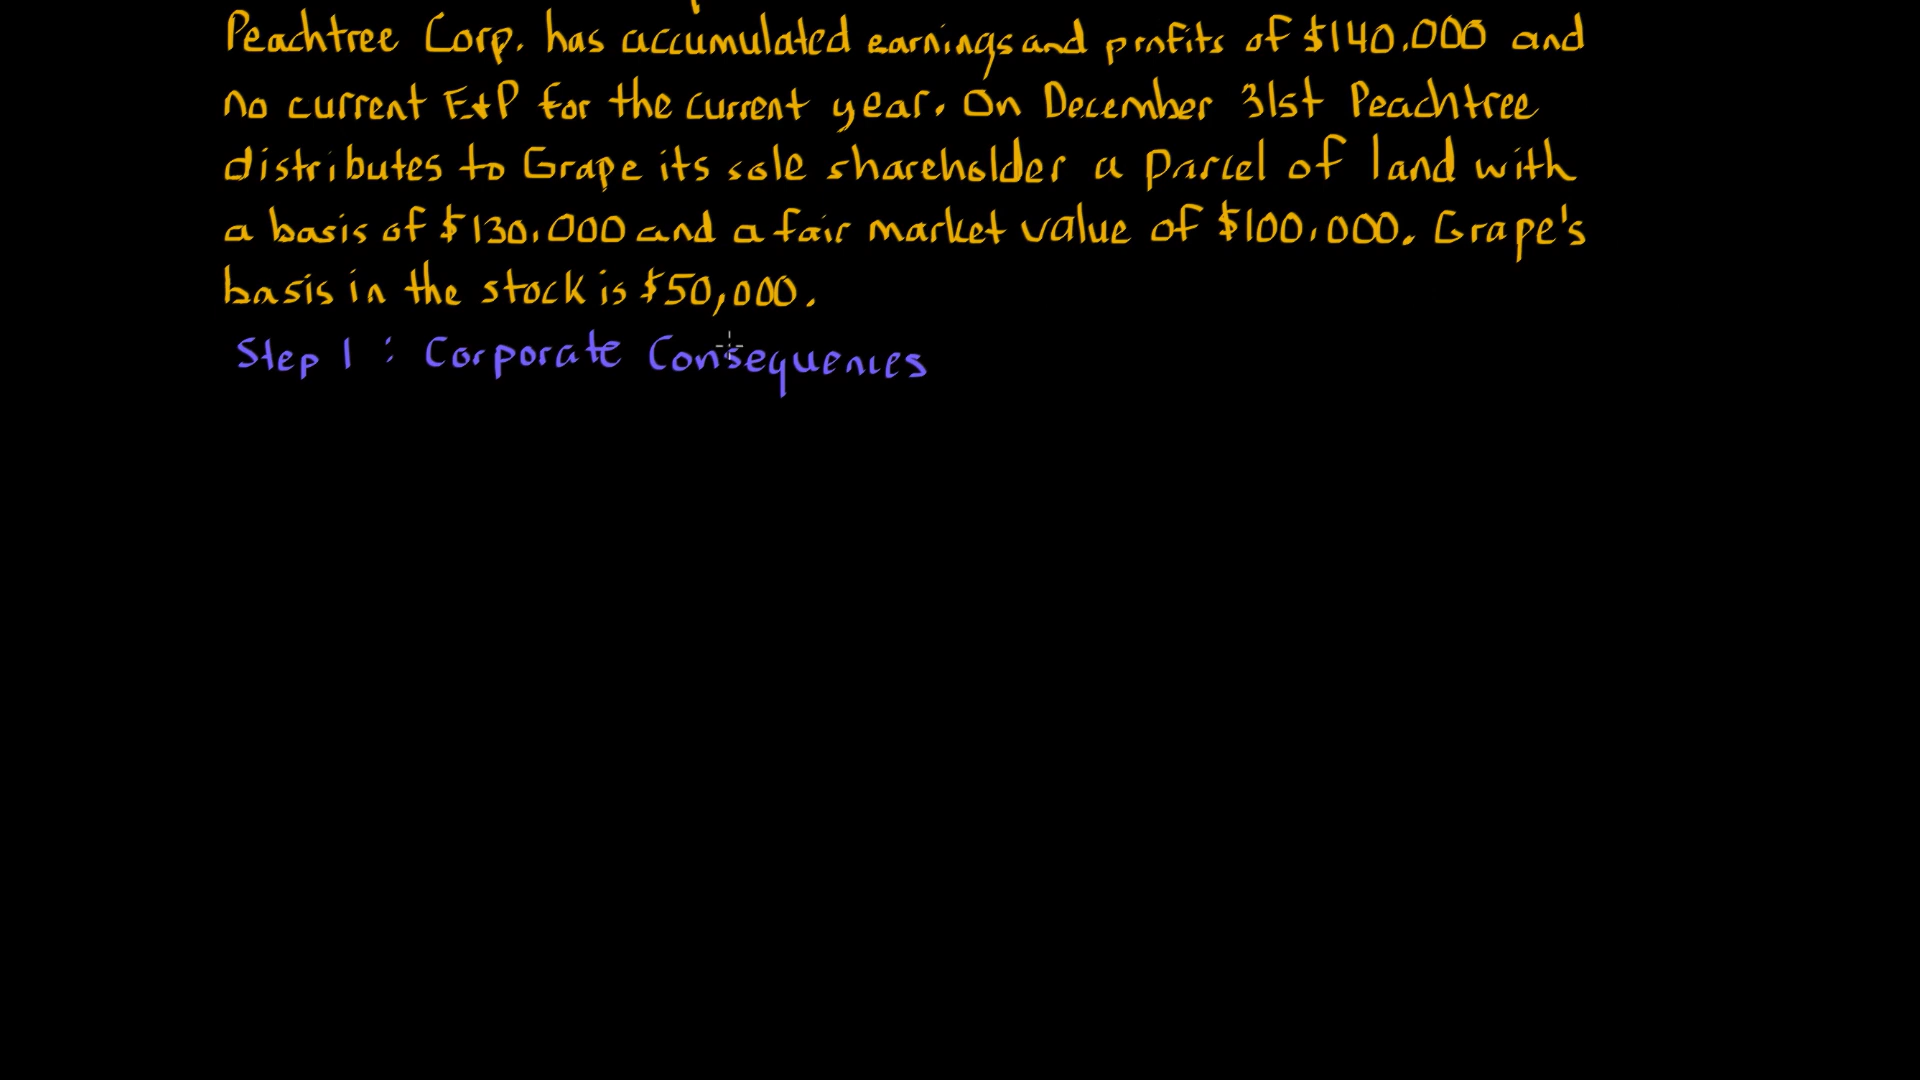 Peachtree Corp. has accumulated earnings and profits of $140,000 and
no current E+P for the current year. On December 31st Peachtree
distributes to Grape its sole shareholder a parcel of land with
a basis of $130,000 and a fair market value of $100,000. Grape's
basis in the stock is $50,000.
Step 1 : Corporate Consequences